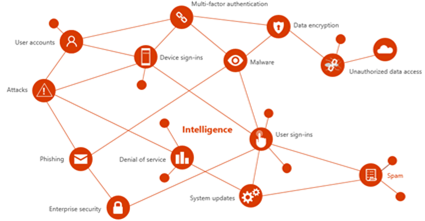 Multi-factor authentication
Data encryption
User accounts
Device sign-ins
Malware
Unauthorized data access
Attacks
Intelligence
User sign-ins
Phishing
Denial of service
Spam
Enterprise security
System updates